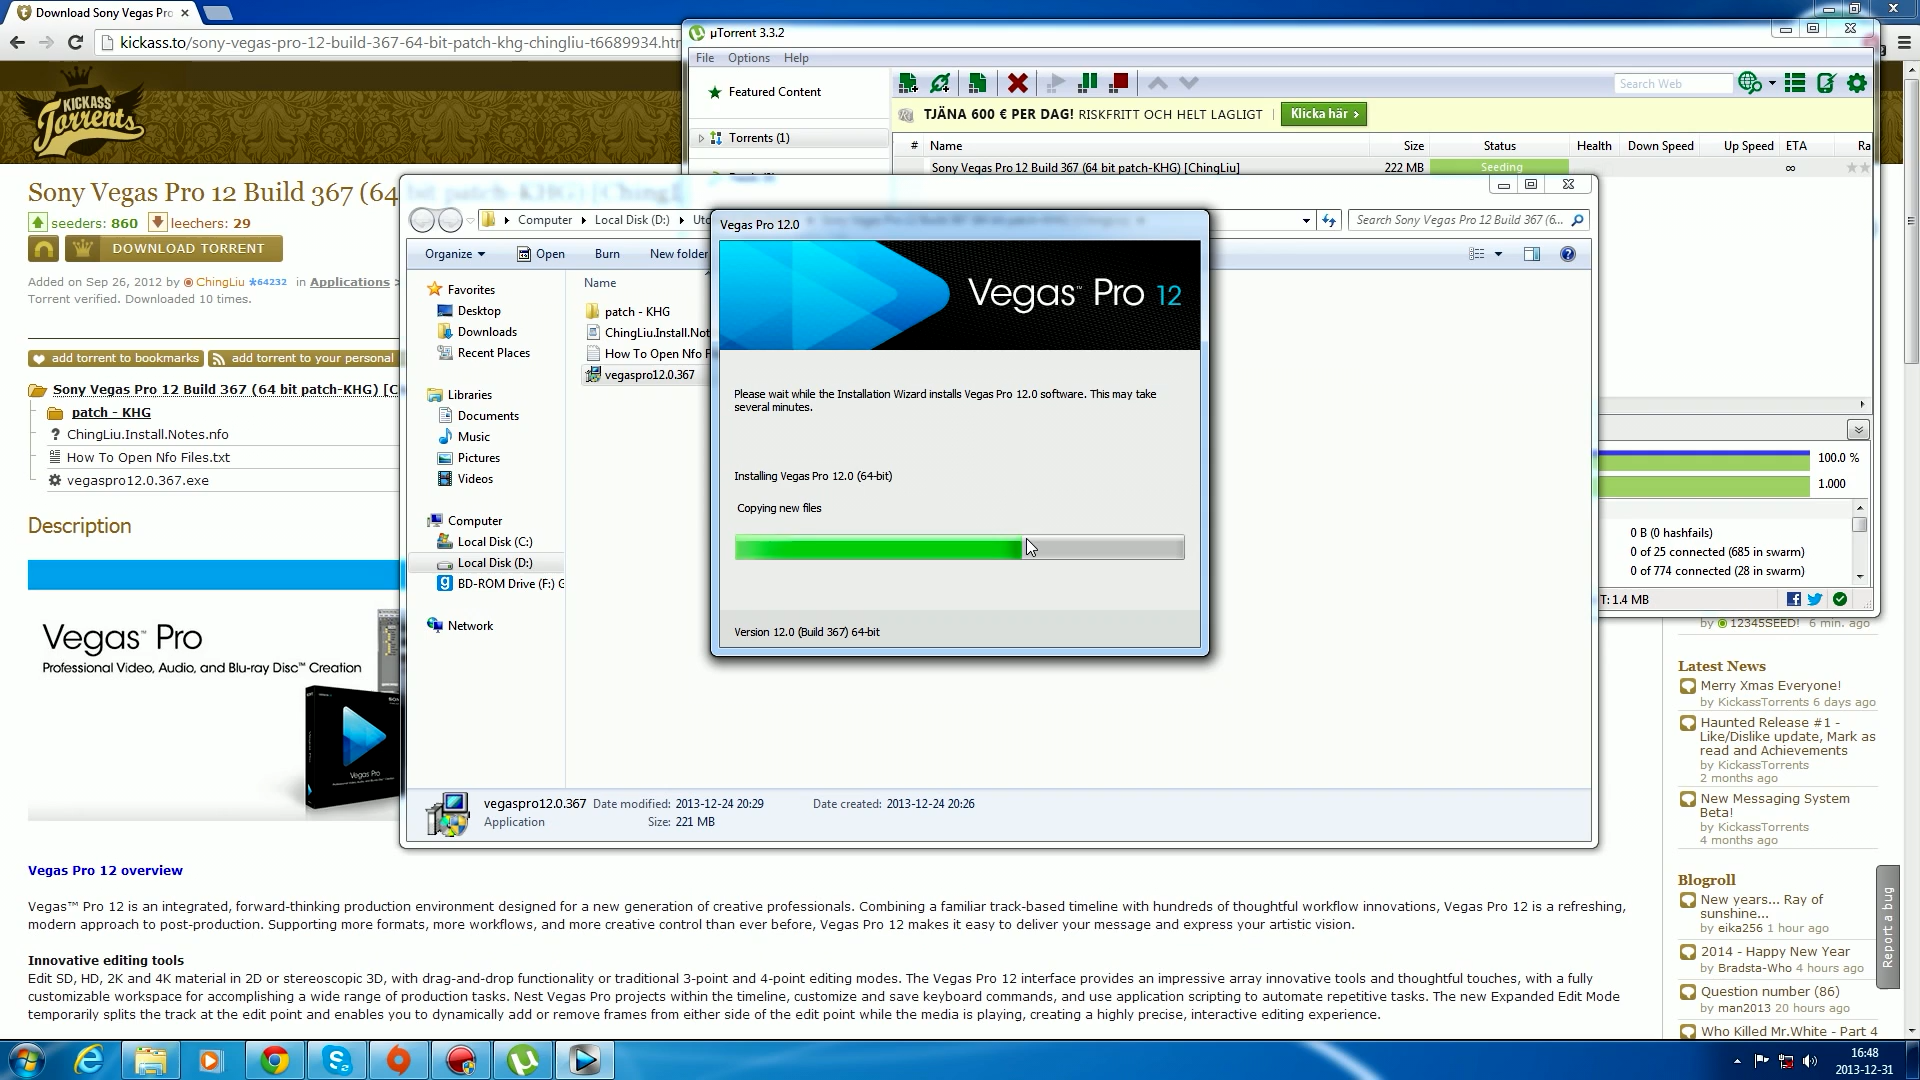 Download Sony Vegas Pro
kickass.to/sony-vegas-pro-12-build-367-64-bit-patch-khg-chingliu-t6689934.htm
KICKASS
Torrents
Sony Vegas Pro 12 Build 367 (64
bit patch-KHG) [ChingL
seeders: 860
leechers: 29
DOWNLOAD TORRENT
Added on Sep 26, 2012 by ChingLiu *64232 in Applications >
Torrent verified. Downloaded 10 times.
add torrent to bookmarks
add torrent to your personal
Sony Vegas Pro 12 Build 367 (64 bit patch-KHG) [C
patch - KHG
ChingLiu.Install.Notes.nfo
How To Open Nfo Files.txt
vegaspro12.0.367.exe
Description
Vegas™ Pro
Professional Video, Audio, and Blu-ray Disc™ Creation
Vegas Pro
Vegas Pro 12 overview
Vegas™ Pro 12 is an integrated, forward-thinking production environment designed for a new generation of creative professionals. Combining a familiar track-based timeline with hundreds of thoughtful workflow innovations, Vegas Pro 12 is a refreshing,
modern approach to post-production. Supporting more formats, more workflows, and more creative control than ever before, Vegas Pro 12 makes it easy to deliver your message and express your artistic vision.
Innovative editing tools
Edit SD, HD, 2K and 4K material in 2D or stereoscopic 3D, with drag-and-drop functionality or traditional 3-point and 4-point editing modes. The Vegas Pro 12 interface provides an impressive array innovative tools and thoughtful touches, with a fully
customizable workspace for accomplishing a wide range of production tasks. Nest Vegas Pro projects within the timeline, customize and save keyboard commands, and use application scripting to automate repetitive tasks. The new Expanded Edit Mode
temporarily splits the track at the edit point and enables you to dynamically add or remove frames from either side of the edit point while the media is playing, creating a highly precise, interactive editing experience.
µTorrent 3.3.2
File Options Help
Featured Content
Torrents (1)
Search Web
TJÄNA 600 € PER DAG! RISKFRITT OCH HELT LAGLIGT
Klicka här >
# Name Size Status Health Down Speed Up Speed ETA Ra
Sony Vegas Pro 12 Build 367 (64 bit patch-KHG) [ChingLiu] 222 MB Seeding ∞
100.0 %
1.000
0 B (0 hashfails)
0 of 25 connected (685 in swarm)
0 of 774 connected (28 in swarm)
T: 1.4 MB
Computer Local Disk (D:) Uto
Search Sony Vegas Pro 12 Build 367 (6...
Organize Open Burn New folder
Favorites
Desktop
Downloads
Recent Places
Libraries
Documents
Music
Pictures
Videos
Computer
Local Disk (C:)
Local Disk (D:)
BD-ROM Drive (F:) G
Network
Name
patch - KHG
ChingLiu.Install.Not
How To Open Nfo F
vegaspro12.0.367
vegaspro12.0.367 Date modified: 2013-12-24 20:29 Date created: 2013-12-24 20:26
Application Size: 221 MB
Vegas Pro 12.0
Vegas™ Pro 12
Please wait while the Installation Wizard installs Vegas Pro 12.0 software. This may take
several minutes.
Installing Vegas Pro 12.0 (64-bit)
Copying new files
Version 12.0 (Build 367) 64-bit
by 12345SEED! 6 min. ago
Latest News
Merry Xmas Everyone!
by KickassTorrents 6 days ago
Haunted Release #1 -
Like/Dislike update, Mark as
read and Achievements
by KickassTorrents
2 months ago
New Messaging System
Beta!
by KickassTorrents
4 months ago
Blogroll
New years... Ray of
sunshine...
by eika256 1 hour ago
2014 - Happy New Year
by Bradsta-Who 4 hours ago
Question number (86)
by man2013 20 hours ago
Who Killed Mr.White - Part 4
Report a bug
16:48
2013-12-31